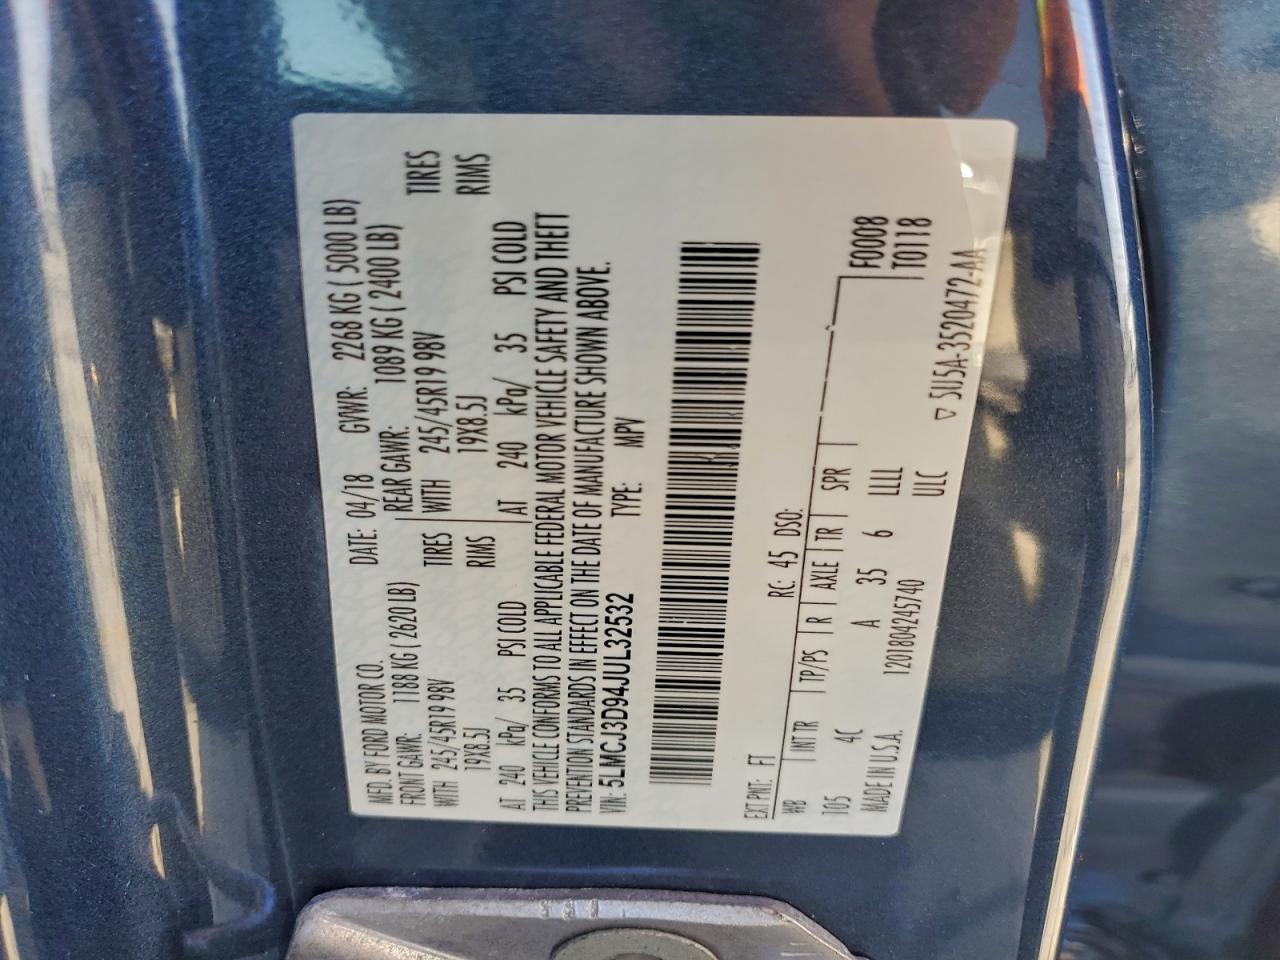 MFD. BY FORD MOTOR CO. DATE: 04/18 GVWR: 2268 KG ( 5000 LB)
FRONT GAWR: 1188 KG ( 2620 LB) REAR GAWR: 1089 KG ( 2400 LB)
WITH 245/45R19 98V TIRES WITH 245/45R19 98V TIRES
19X8.5J RIMS 19X8.5J RIMS
AT 240 kPa/ 35 PSI COLD AT 240 kPa/ 35 PSI COLD
THIS VEHICLE CONFORMS TO ALL APPLICABLE FEDERAL MOTOR VEHICLE SAFETY AND THEFT
PREVENTION STANDARDS IN EFFECT ON THE DATE OF MANUFACTURE SHOWN ABOVE.
VIN: 5LMCJ3D94JUL32532 TYPE: MPV
EXT PNT: FT RC: 45 DSO:
WB INT TR TP/PS R AXLE TR SPR F0008
105 4C A 35 6 LLLL T0118
MADE IN U.S.A. 1201804245740 ULC ▽ 5U5A-3520472-AA